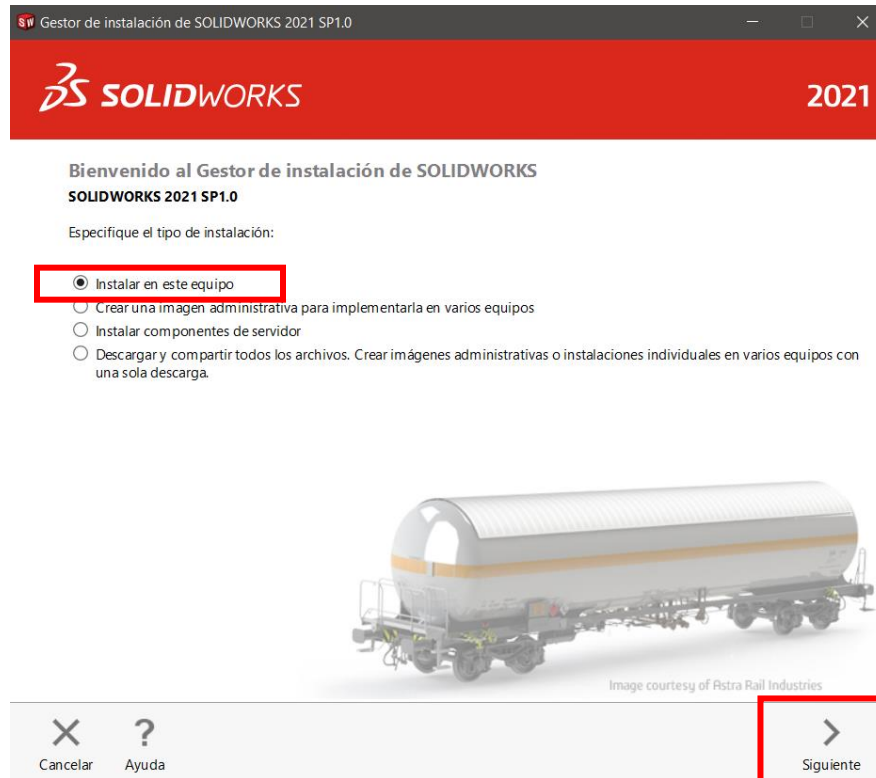 Gestor de instalación de SOLIDWORKS 2021 SP1.0
SOLIDWORKS
2021
Bienvenido al Gestor de instalación de SOLIDWORKS
SOLIDWORKS 2021 SP1.0
Especifique el tipo de instalación:
Instalar en este equipo
Crear una imagen administrativa para implementarla en varios equipos
Instalar componentes de servidor
Descargar y compartir todos los archivos. Crear imágenes administrativas o instalaciones individuales en varios equipos con
una sola descarga.
Image courtesy of Astra Rail Industries
?
Cancelar
Ayuda
Siguiente